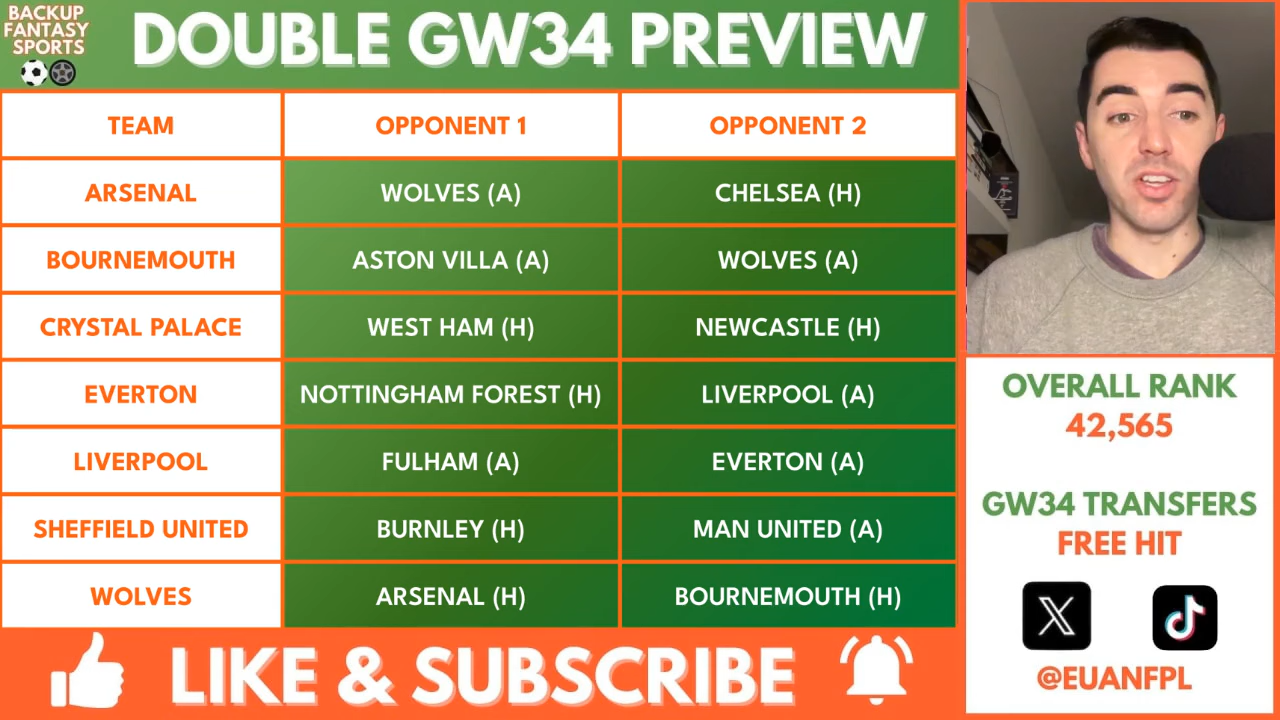 BACKUP
FANTASY
SPORTS
DOUBLE GW34 PREVIEW
TEAM OPPONENT 1 OPPONENT 2
ARSENAL WOLVES (A) CHELSEA (H)
BOURNEMOUTH ASTON VILLA (A) WOLVES (A)
CRYSTAL PALACE WEST HAM (H) NEWCASTLE (H)
EVERTON NOTTINGHAM FOREST (H) LIVERPOOL (A)
LIVERPOOL FULHAM (A) EVERTON (A)
SHEFFIELD UNITED BURNLEY (H) MAN UNITED (A)
WOLVES ARSENAL (H) BOURNEMOUTH (H)
LIKE & SUBSCRIBE
OVERALL RANK
42,565
GW34 TRANSFERS
FREE HIT
@EUANFPL